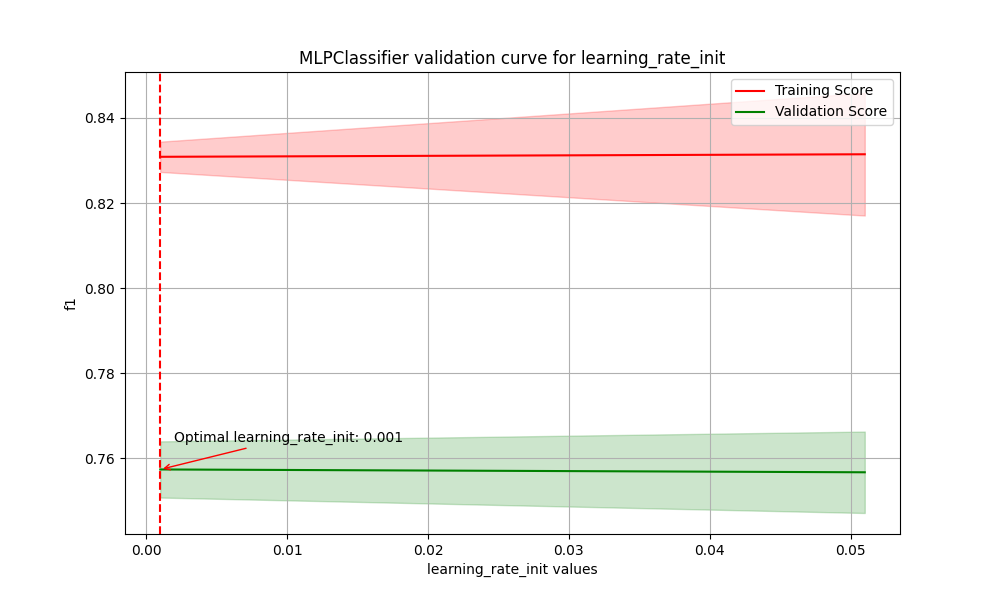 MLPClassifier validation curve for learning_rate_init
Training Score
Validation Score
0.84
0.82
0.80
0.78
0.76
f1
Optimal learning_rate_init: 0.001
0.00
0.01
0.02
0.03
0.04
0.05
learning_rate_init values